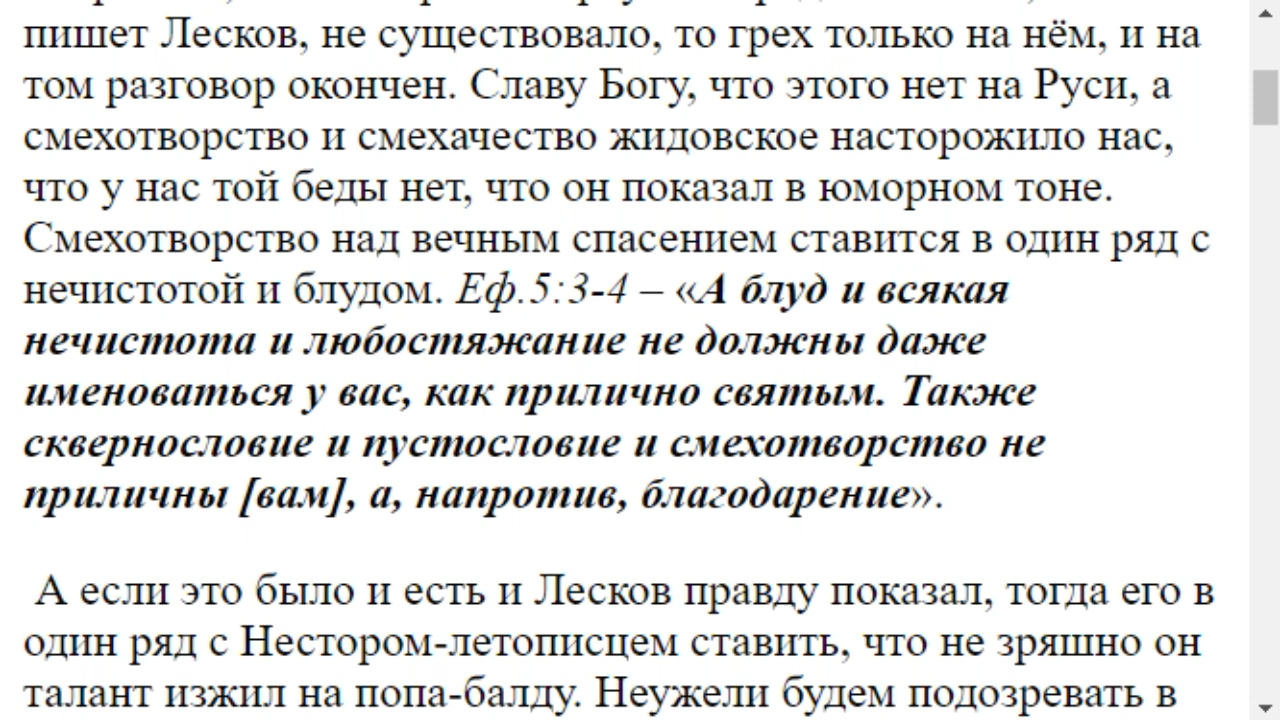 пишет Лесков, не существовало, то грех только на нём, и на
том разговор окончен. Славу Богу, что этого нет на Руси, а
смехотворство и смехачество жидовское насторожило нас,
что у нас той беды нет, что он показал в юморном тоне.
Смехотворство над вечным спасением ставится в один ряд с
нечистотой и блудом. Еф.5:3-4 – «А блуд и всякая
нечистота и любостяжание не должны даже
именоваться у вас, как прилично святым. Также
сквернословие и пустословие и смехотворство не
приличны [вам], а, напротив, благодарение».
А если это было и есть и Лесков правду показал, тогда его в
один ряд с Нестором-летописцем ставить, что не зряшно он
талант изжил на попа-балду. Неужели будем подозревать в